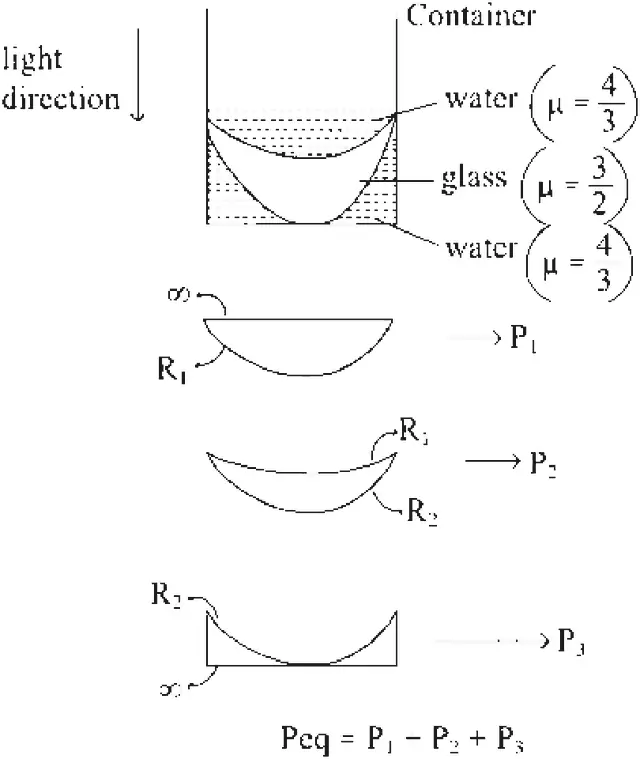 Container
light
direction
water (μ = 4/3)
glass (μ = 3/2)
water (μ = 4/3)
∞
R₁
P₁
R₁
P₂
R₂
R₂
P₃
∞
Peq = P₁ − P₂ + P₃